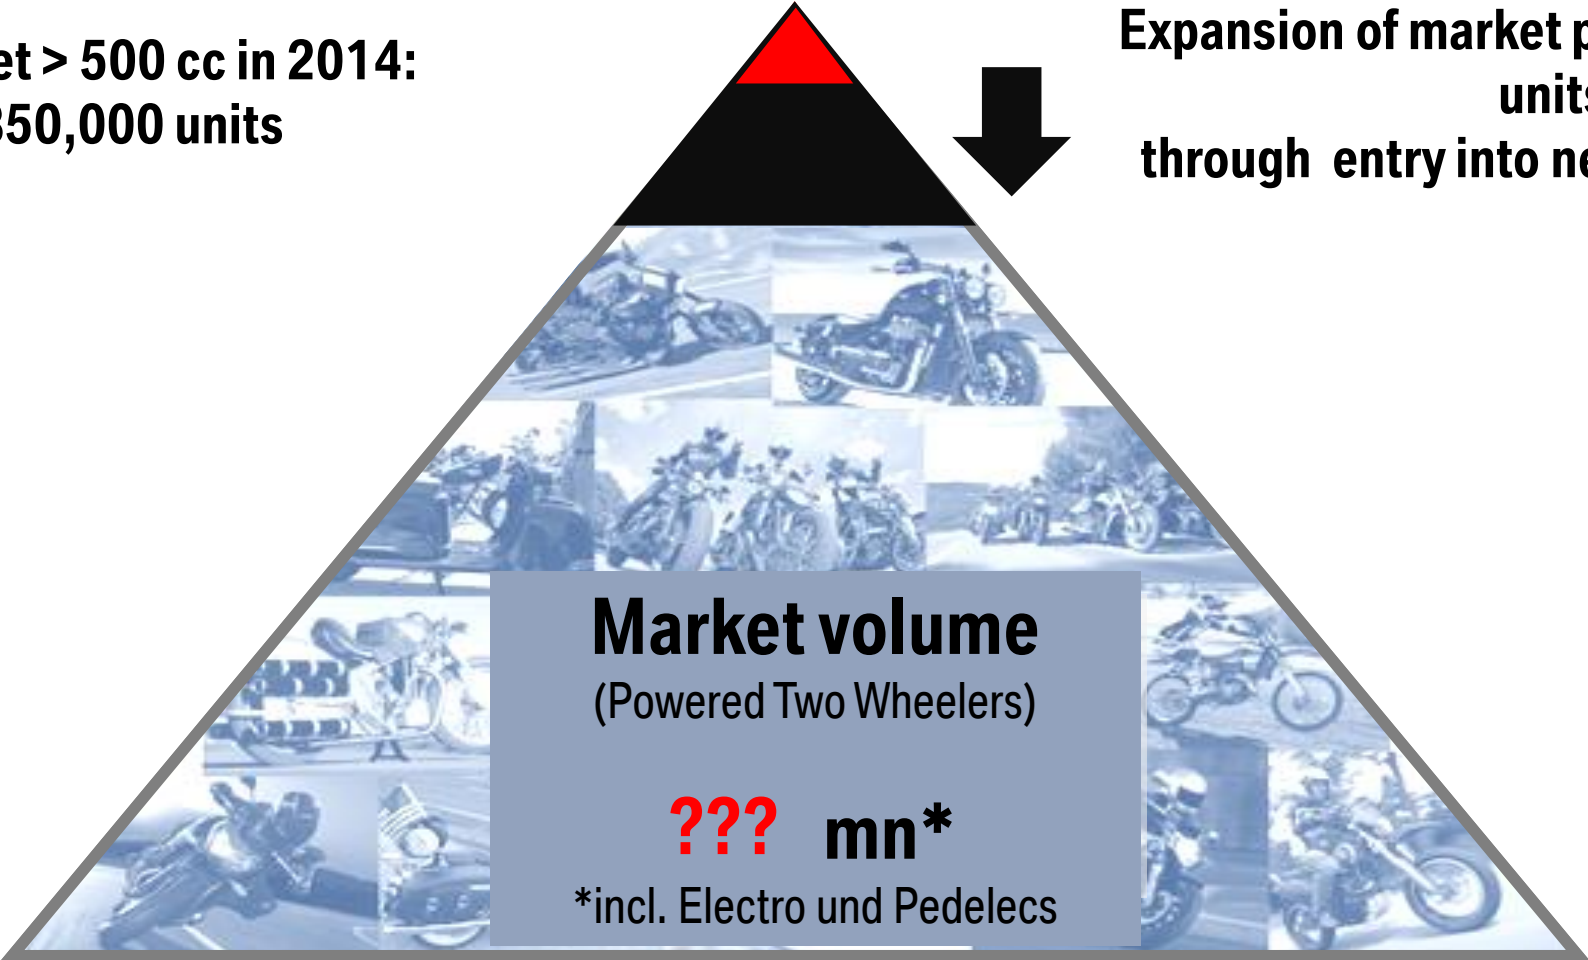 et > 500 cc in 2014:
850,000 units
Expansion of market p
units
through entry into ne
Market volume
(Powered Two Wheelers)
??? mn*
*incl. Electro und Pedelecs